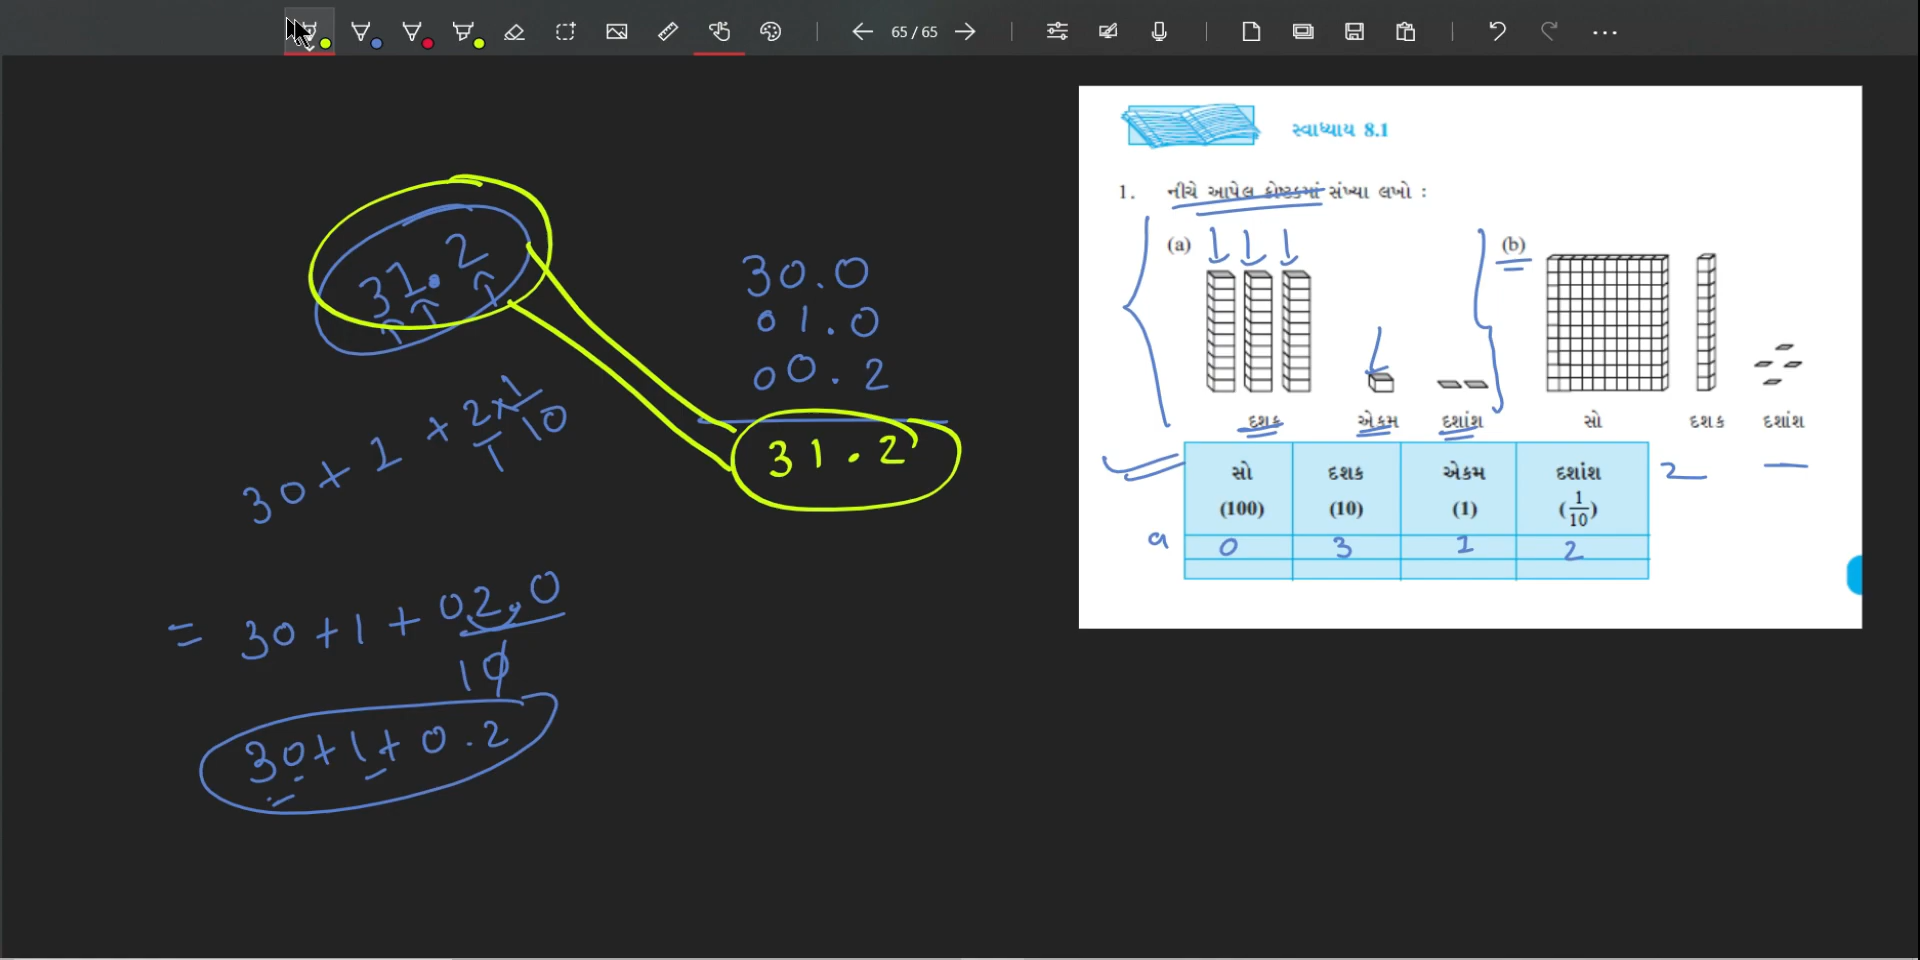 65/65
31.2
30 + 1 + 2/1 × 1/10
= 30 + 1 + 02.0/10
30+1+0.2
30.0
01.0
00.2
31.2
સ્વાધ્યાય 8.1
1. નીચે આપેલ કોષ્ટકમાં સંખ્યા લખો :
(a) (b)
દશક એકમ દશાંશ સો દશક દશાંશ
સો દશક એકમ દશાંશ 2 —
(100) (10) (1) (1/10)
a 0 3 1 2